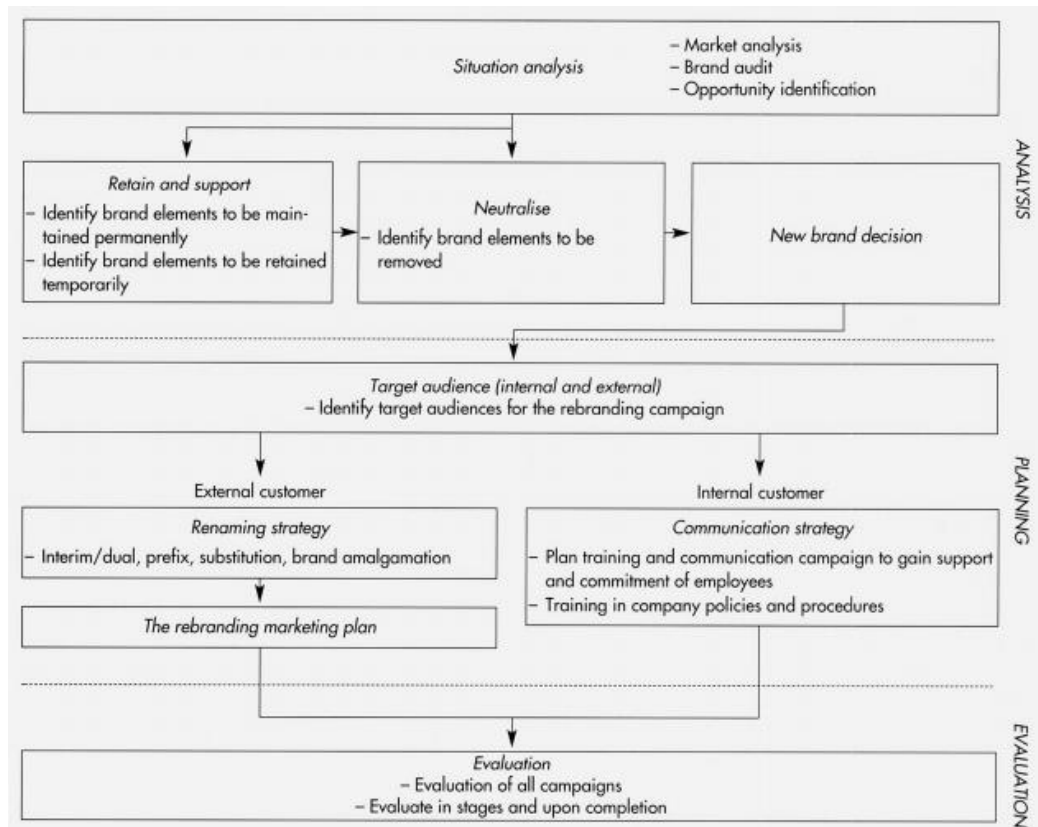 Situation analysis
– Market analysis
– Brand audit
– Opportunity identification
ANALYSIS
Retain and support
– Identify brand elements to be main-
tained permanently
– Identify brand elements to be retained
temporarily
Neutralise
– Identify brand elements to be
removed
New brand decision
Target audience (internal and external)
– Identify target audiences for the rebranding campaign
PLANNING
External customer
Renaming strategy
– Interim/dual, prefix, substitution, brand amalgamation
The rebranding marketing plan
Internal customer
Communication strategy
– Plan training and communication campaign to gain support
and commitment of employees
– Training in company policies and procedures
EVALUATION
Evaluation
– Evaluation of all campaigns
– Evaluate in stages and upon completion